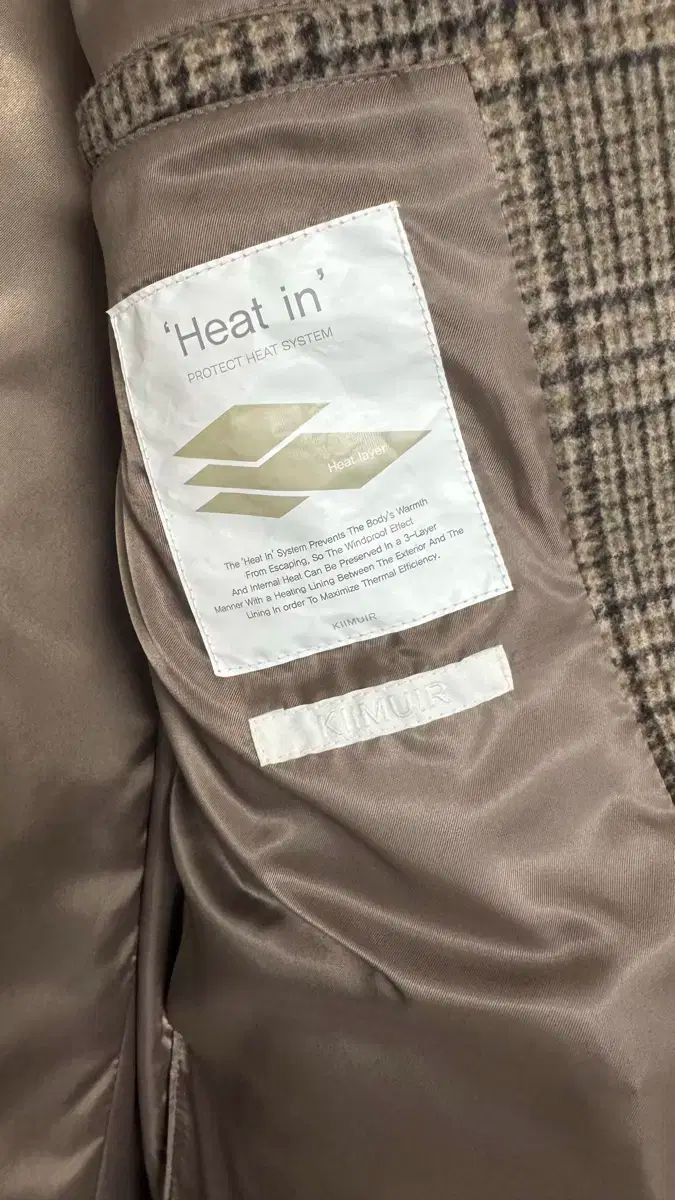 'Heat in'
PROTECT HEAT SYSTEM
Heat layer
The 'Heat In' System Prevents The Body's Warmth
From Escaping, So The Windproof Effect
And Internal Heat Can Be Preserved In a 3-Layer
Manner With a Heating Lining Between The Exterior And The
Lining In order To Maximize Thermal Efficiency.
KIIMUIR
KIIMUIR